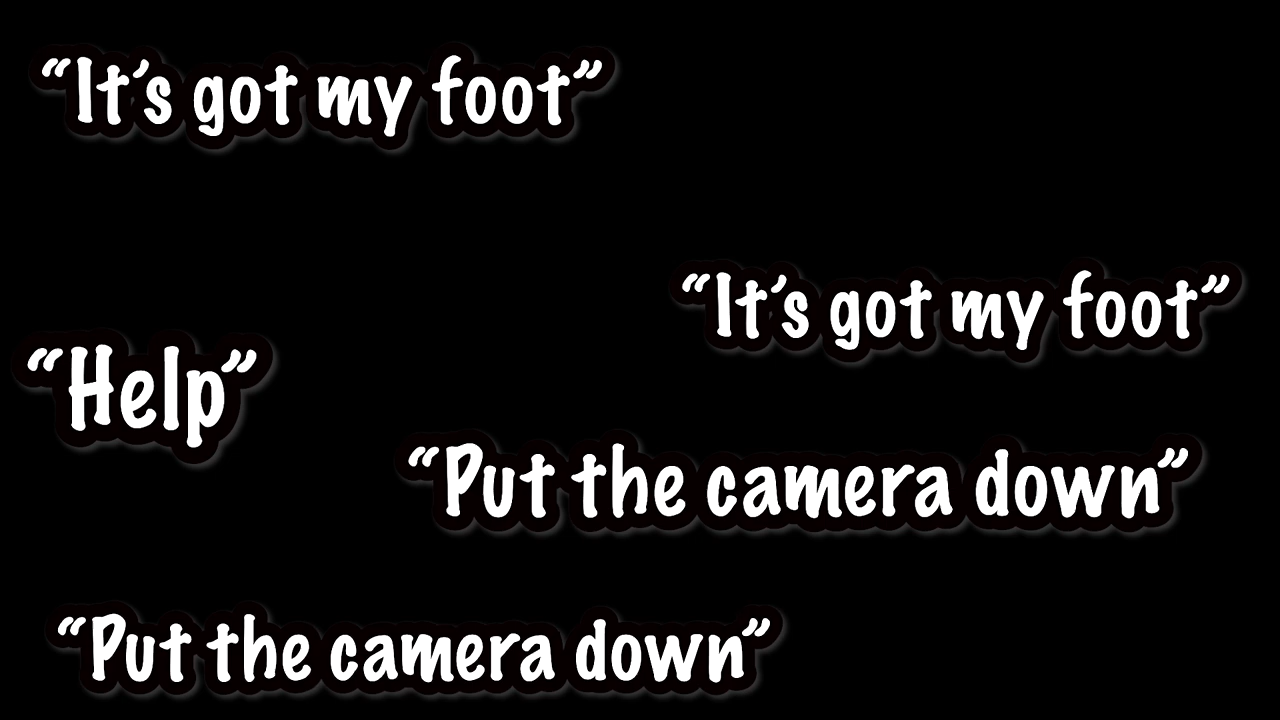 “It’s got my foot”
“It’s got my foot”
“Help”
“Put the camera down”
“Put the camera down”